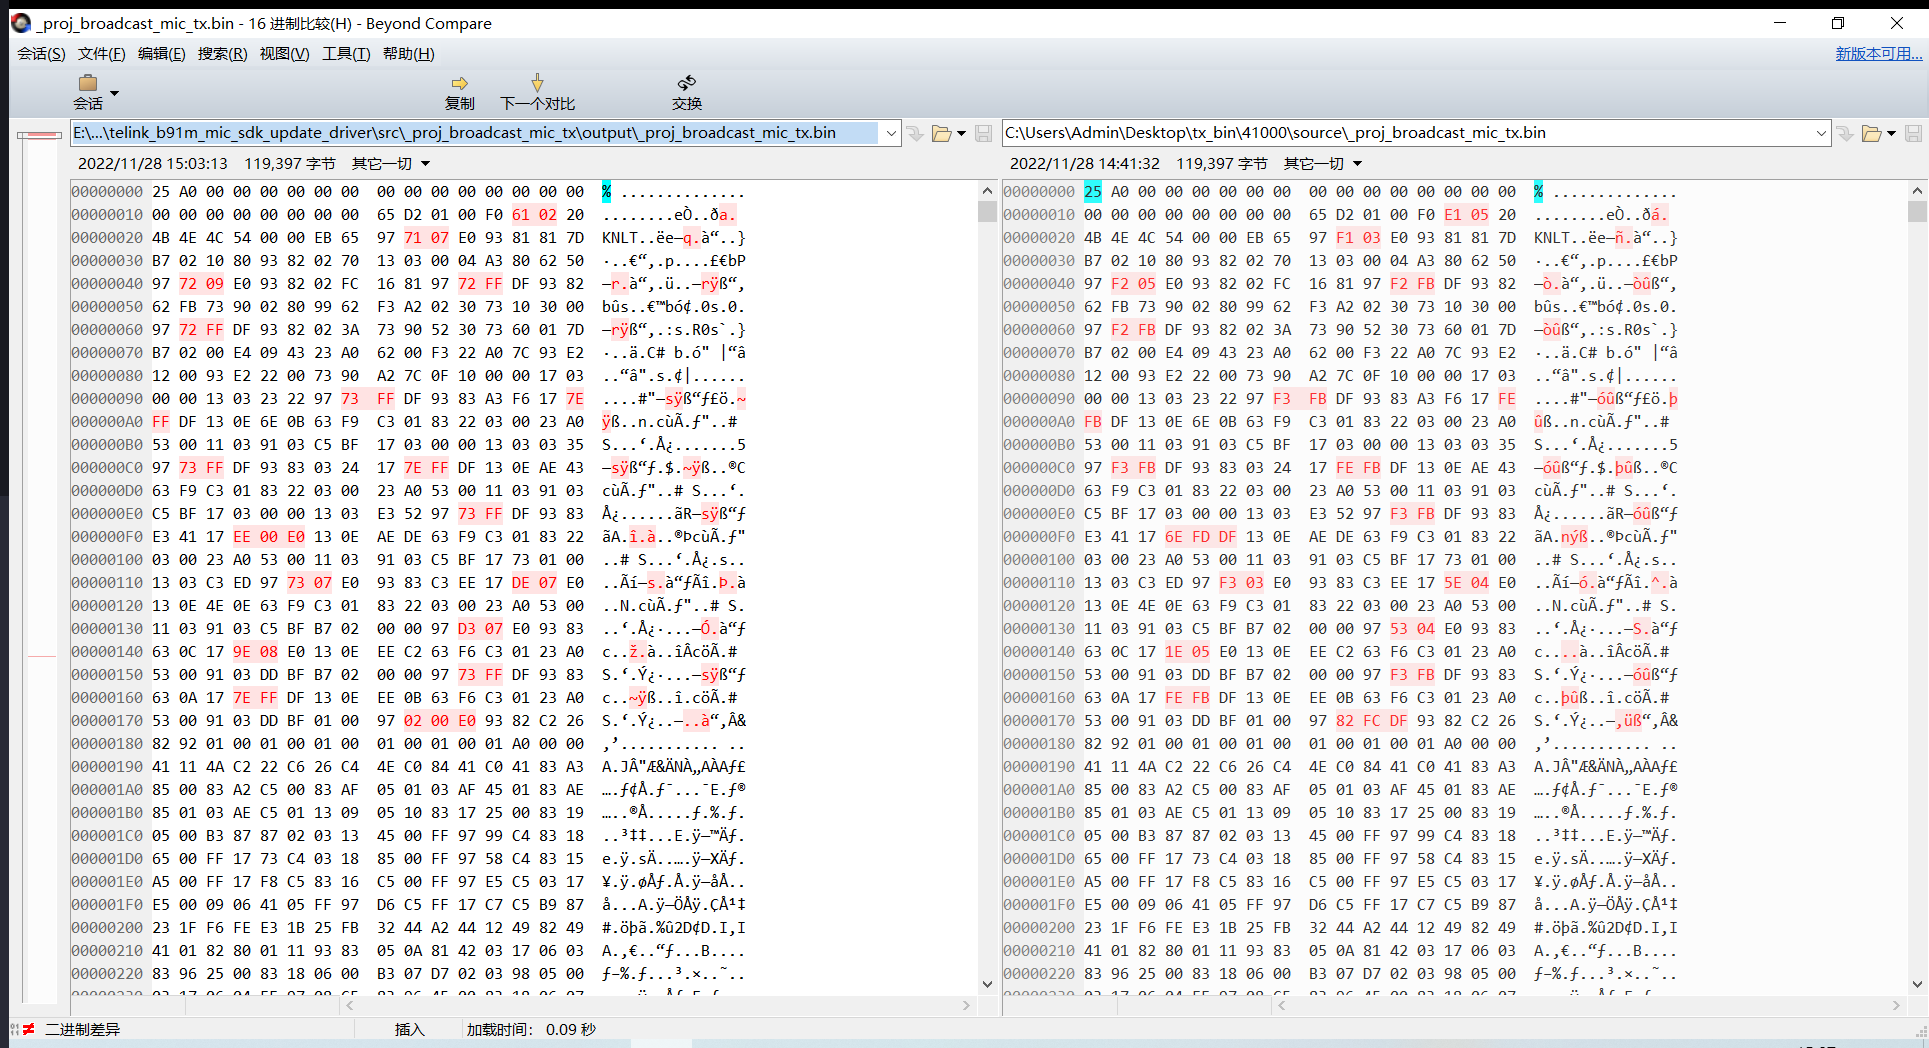 _proj_broadcast_mic_tx.bin - 16 进制比较(H) - Beyond Compare
会话(S) 文件(F) 编辑(E) 搜索(R) 视图(V) 工具(T) 帮助(H) 新版本可用...
会话 复制 下一个对比 交换
E:\...\telink_b91m_mic_sdk_update_driver\src\_proj_broadcast_mic_tx\output\_proj_broadcast_mic_tx.bin
2022/11/28 15:03:13 119,397 字节 其它一切
00000000 25 A0 00 00 00 00 00 00 00 00 00 00 00 00 00 00 % ..............
00000010 00 00 00 00 00 00 00 00 65 D2 01 00 F0 61 02 20 ........eÒ..ða. 
00000020 4B 4E 4C 54 00 00 EB 65 97 71 07 E0 93 81 81 7D KNLT..ëe—q.à“..}
00000030 B7 02 10 80 93 82 02 70 13 03 00 04 A3 80 62 50 ·..€“‚.p....£€bP
00000040 97 72 09 E0 93 82 02 FC 16 81 97 72 FF DF 93 82 —r.à“‚.ü..—rÿß“‚
00000050 62 FB 73 90 02 80 99 62 F3 A2 02 30 73 10 30 00 bûs..€™bó¢.0s.0.
00000060 97 72 FF DF 93 82 02 3A 73 90 52 30 73 60 01 7D —rÿß“‚.:s.R0s`.}
00000070 B7 02 00 E4 09 43 23 A0 62 00 F3 22 A0 7C 93 E2 ·..ä.C# b.ó" |“â
00000080 12 00 93 E2 22 00 73 90 A2 7C 0F 10 00 00 17 03 ..“â".s.¢|......
00000090 00 00 13 03 23 22 97 73 FF DF 93 83 A3 F6 17 7E ....#"—sÿß“ƒ£ö.~
000000A0 FF DF 13 0E 6E 0B 63 F9 C3 01 83 22 03 00 23 A0 ÿß..n.cùÃ.ƒ"..# 
000000B0 53 00 11 03 91 03 C5 BF 17 03 00 00 13 03 03 35 S...‘.Å¿.......5
000000C0 97 73 FF DF 93 83 03 24 17 7E FF DF 13 0E AE 43 —sÿß“ƒ.$.~ÿß..®C
000000D0 63 F9 C3 01 83 22 03 00 23 A0 53 00 11 03 91 03 cùÃ.ƒ"..# S...‘.
000000E0 C5 BF 17 03 00 00 13 03 E3 52 97 73 FF DF 93 83 Å¿......ãR—sÿß“ƒ
000000F0 E3 41 17 EE 00 E0 13 0E AE DE 63 F9 C3 01 83 22 ãA.î.à..®ÞcùÃ.ƒ"
00000100 03 00 23 A0 53 00 11 03 91 03 C5 BF 17 73 01 00 ..# S...‘.Å¿.s..
00000110 13 03 C3 ED 97 73 07 E0 93 83 C3 EE 17 DE 07 E0 ..Ãí—s.à“ƒÃî.Þ.à
00000120 13 0E 4E 0E 63 F9 C3 01 83 22 03 00 23 A0 53 00 ..N.cùÃ.ƒ"..# S.
00000130 11 03 91 03 C5 BF B7 02 00 00 97 D3 07 E0 93 83 ..‘.Å¿·...—Ó.à“ƒ
00000140 63 0C 17 9E 08 E0 13 0E EE C2 63 F6 C3 01 23 A0 c..ž.à..îÂcöÃ.# 
00000150 53 00 91 03 DD BF B7 02 00 00 97 73 FF DF 93 83 S.‘.Ý¿·...—sÿß“ƒ
00000160 63 0A 17 7E FF DF 13 0E EE 0B 63 F6 C3 01 23 A0 c..~ÿß..î.cöÃ.# 
00000170 53 00 91 03 DD BF 01 00 97 02 00 E0 93 82 C2 26 S.‘.Ý¿..—..à“‚Â&
00000180 82 92 01 00 01 00 01 00 01 00 01 00 01 A0 00 00 ‚’........... ..
00000190 41 11 4A C2 22 C6 26 C4 4E C0 84 41 C0 41 83 A3 A.JÂ"Æ&ÄNÀ„AÀAƒ£
000001A0 85 00 83 A2 C5 00 83 AF 05 01 03 AF 45 01 83 AE ….ƒ¢Å.ƒ¯...¯E.ƒ®
000001B0 85 01 03 AE C5 01 13 09 05 10 83 17 25 00 83 19 …..®Å.....ƒ.%.ƒ.
000001C0 05 00 B3 87 87 02 03 13 45 00 FF 97 99 C4 83 18 ..³‡‡...E.ÿ—™Äƒ.
000001D0 65 00 FF 17 73 C4 03 18 85 00 FF 97 58 C4 83 15 e.ÿ.sÄ..….ÿ—XÄƒ.
000001E0 A5 00 FF 17 F8 C5 83 16 C5 00 FF 97 E5 C5 03 17 ¥.ÿ.øÅƒ.Å.ÿ—åÅ..
000001F0 E5 00 09 06 41 05 FF 97 D6 C5 FF 17 C7 C5 B9 87 å...A.ÿ—ÖÅÿ.ÇÅ¹‡
00000200 23 1F F6 FE E3 1B 25 FB 32 44 A2 44 12 49 82 49 #.öþã.%û2D¢D.I‚I
00000210 41 01 82 80 01 11 93 83 05 0A 81 42 03 17 06 03 A.‚€..“ƒ...B....
00000220 83 96 25 00 83 18 06 00 B3 07 D7 02 03 98 05 00 ƒ–%.ƒ...³.×..˜..
C:\Users\Admin\Desktop\tx_bin\41000\source\_proj_broadcast_mic_tx.bin
2022/11/28 14:41:32 119,397 字节 其它一切
00000000 25 A0 00 00 00 00 00 00 00 00 00 00 00 00 00 00 % ..............
00000010 00 00 00 00 00 00 00 00 65 D2 01 00 F0 E1 05 20 ........eÒ..ðá. 
00000020 4B 4E 4C 54 00 00 EB 65 97 F1 03 E0 93 81 81 7D KNLT..ëe—ñ.à“..}
00000030 B7 02 10 80 93 82 02 70 13 03 00 04 A3 80 62 50 ·..€“‚.p....£€bP
00000040 97 F2 05 E0 93 82 02 FC 16 81 97 F2 FB DF 93 82 —ò.à“‚.ü..—òûß“‚
00000050 62 FB 73 90 02 80 99 62 F3 A2 02 30 73 10 30 00 bûs..€™bó¢.0s.0.
00000060 97 F2 FB DF 93 82 02 3A 73 90 52 30 73 60 01 7D —òûß“‚.:s.R0s`.}
00000070 B7 02 00 E4 09 43 23 A0 62 00 F3 22 A0 7C 93 E2 ·..ä.C# b.ó" |“â
00000080 12 00 93 E2 22 00 73 90 A2 7C 0F 10 00 00 17 03 ..“â".s.¢|......
00000090 00 00 13 03 23 22 97 F3 FB DF 93 83 A3 F6 17 FE ....#"—óûß“ƒ£ö.þ
000000A0 FB DF 13 0E 6E 0B 63 F9 C3 01 83 22 03 00 23 A0 ûß..n.cùÃ.ƒ"..# 
000000B0 53 00 11 03 91 03 C5 BF 17 03 00 00 13 03 03 35 S...‘.Å¿.......5
000000C0 97 F3 FB DF 93 83 03 24 17 FE FB DF 13 0E AE 43 —óûß“ƒ.$.þûß..®C
000000D0 63 F9 C3 01 83 22 03 00 23 A0 53 00 11 03 91 03 cùÃ.ƒ"..# S...‘.
000000E0 C5 BF 17 03 00 00 13 03 E3 52 97 F3 FB DF 93 83 Å¿......ãR—óûß“ƒ
000000F0 E3 41 17 6E FD DF 13 0E AE DE 63 F9 C3 01 83 22 ãA.nýß..®ÞcùÃ.ƒ"
00000100 03 00 23 A0 53 00 11 03 91 03 C5 BF 17 73 01 00 ..# S...‘.Å¿.s..
00000110 13 03 C3 ED 97 F3 03 E0 93 83 C3 EE 17 5E 04 E0 ..Ãí—ó.à“ƒÃî.^.à
00000120 13 0E 4E 0E 63 F9 C3 01 83 22 03 00 23 A0 53 00 ..N.cùÃ.ƒ"..# S.
00000130 11 03 91 03 C5 BF B7 02 00 00 97 53 04 E0 93 83 ..‘.Å¿·...—S.à“ƒ
00000140 63 0C 17 1E 05 E0 13 0E EE C2 63 F6 C3 01 23 A0 c....à..îÂcöÃ.# 
00000150 53 00 91 03 DD BF B7 02 00 00 97 F3 FB DF 93 83 S.‘.Ý¿·...—óûß“ƒ
00000160 63 0A 17 FE FB DF 13 0E EE 0B 63 F6 C3 01 23 A0 c..þûß..î.cöÃ.# 
00000170 53 00 91 03 DD BF 01 00 97 82 FC DF 93 82 C2 26 S.‘.Ý¿..—‚üß“‚Â&
00000180 82 92 01 00 01 00 01 00 01 00 01 00 01 A0 00 00 ‚’........... ..
00000190 41 11 4A C2 22 C6 26 C4 4E C0 84 41 C0 41 83 A3 A.JÂ"Æ&ÄNÀ„AÀAƒ£
000001A0 85 00 83 A2 C5 00 83 AF 05 01 03 AF 45 01 83 AE ….ƒ¢Å.ƒ¯...¯E.ƒ®
000001B0 85 01 03 AE C5 01 13 09 05 10 83 17 25 00 83 19 …..®Å.....ƒ.%.ƒ.
000001C0 05 00 B3 87 87 02 03 13 45 00 FF 97 99 C4 83 18 ..³‡‡...E.ÿ—™Äƒ.
000001D0 65 00 FF 17 73 C4 03 18 85 00 FF 97 58 C4 83 15 e.ÿ.sÄ..….ÿ—XÄƒ.
000001E0 A5 00 FF 17 F8 C5 83 16 C5 00 FF 97 E5 C5 03 17 ¥.ÿ.øÅƒ.Å.ÿ—åÅ..
000001F0 E5 00 09 06 41 05 FF 97 D6 C5 FF 17 C7 C5 B9 87 å...A.ÿ—ÖÅÿ.ÇÅ¹‡
00000200 23 1F F6 FE E3 1B 25 FB 32 44 A2 44 12 49 82 49 #.öþã.%û2D¢D.I‚I
00000210 41 01 82 80 01 11 93 83 05 0A 81 42 03 17 06 03 A.‚€..“ƒ...B....
00000220 83 96 25 00 83 18 06 00 B3 07 D7 02 03 98 05 00 ƒ–%.ƒ...³.×..˜..
二进制差异 插入 加载时间: 0.09 秒